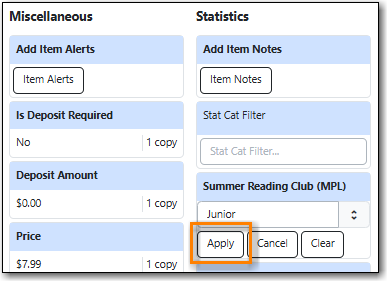 Miscellaneous
Add Item Alerts
Item Alerts
Is Deposit Required
No 1 copy
Deposit Amount
$0.00 1 copy
Price
$7.99 1 copy
Statistics
Add Item Notes
Item Notes
Stat Cat Filter
Stat Cat Filter...
Summer Reading Club (MPL)
Junior
Apply Cancel Clear